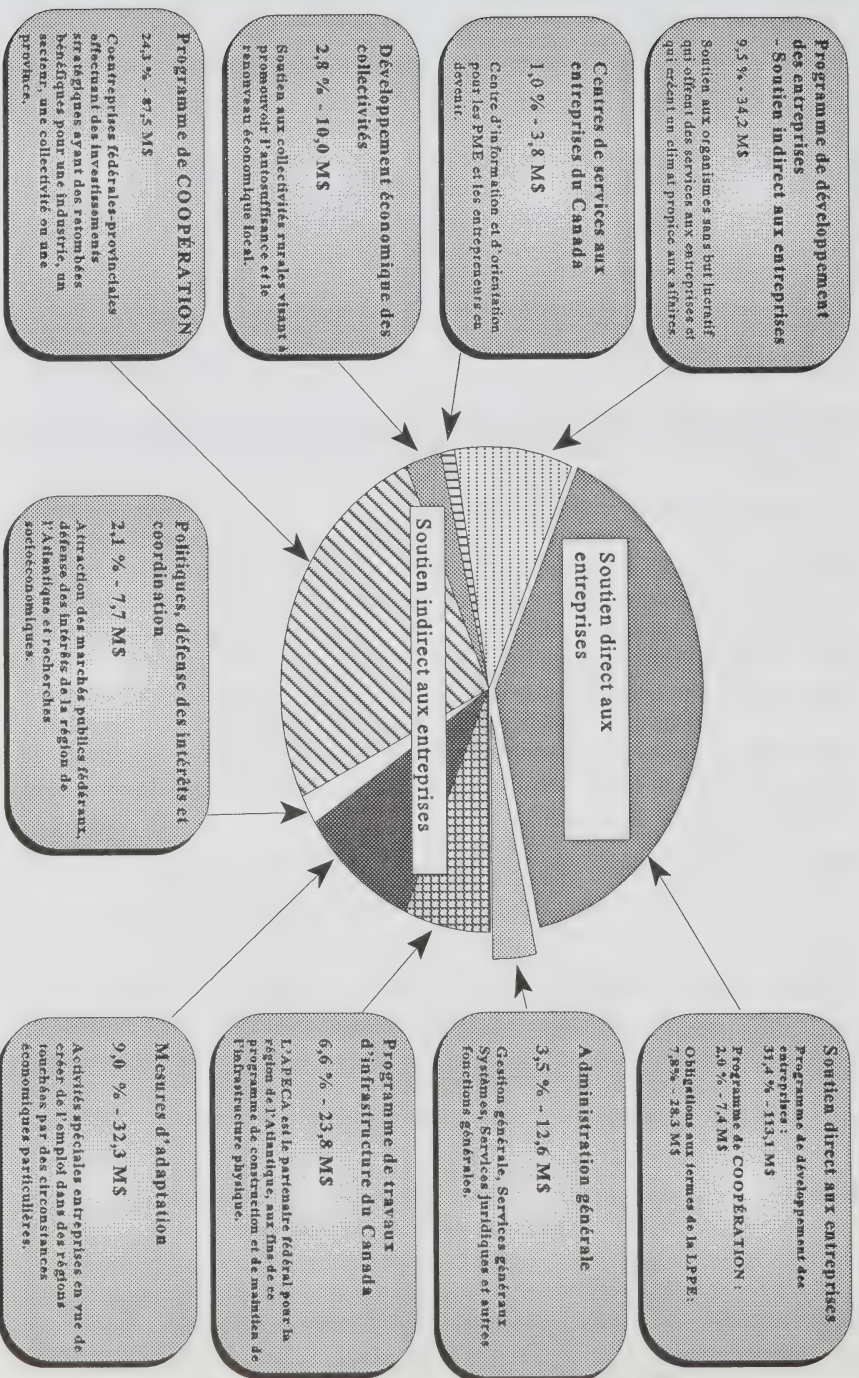 Programme de développement
des entreprises
- Soutien indirect aux entreprises
9,5 % - 34,2 M$
Soutien aux organismes sans but lucratif
qui offrent des services aux entreprises et
qui créent un climat propice aux affaires
Centres de services aux
entreprises du Canada
1,0 % - 3,8 M$
Centre d'information et d'orientation
pour les PME et les entrepreneurs en
devenir.
Développement économique des
collectivités
2,8 % - 10,0 M$
Soutien aux collectivités rurales visant à
promouvoir l'autosuffisance et le
renouveau économique local.
Programme de COOPÉRATION
24,3 % - 87,5 M$
Coentreprises fédérales-provinciales
effectuant des investissements
stratégiques ayant des retombées
bénéfiques pour une industrie, un
secteur, une collectivité ou une
province.
Soutien direct aux
entreprises
Soutien indirect aux entreprises
Politiques, défense des intérêts et
coordination
2,1 % - 7,7 M$
Attraction des marchés publics fédéraux,
défense des intérêts de la région de
l'Atlantique et recherches
socioéconomiques.
Soutien direct aux entreprises
Programme de développement des
entreprises :
31,4 % - 113,1 M$
Programme de COOPÉRATION :
2,0 % - 7,4 M$
Obligations aux termes de la LPPE :
7,8% - 28,3 M$
Administration générale
3,5 % - 12,6 M$
Gestion générale, Services généraux
Systèmes, Services juridiques et autres
fonctions générales.
Programme de travaux
d'infrastructure du Canada
6,6 % - 23,8 M$
L'APECA est le partenaire fédéral pour la
région de l'Atlantique, aux fins de ce
programme de construction et de maintien de
l'infrastructure physique.
Mesures d'adaptation
9,0 % - 32,3 M$
Activités spéciales entreprises en vue de
créer de l'emploi dans des régions
touchées par des circonstances
économiques particulières.